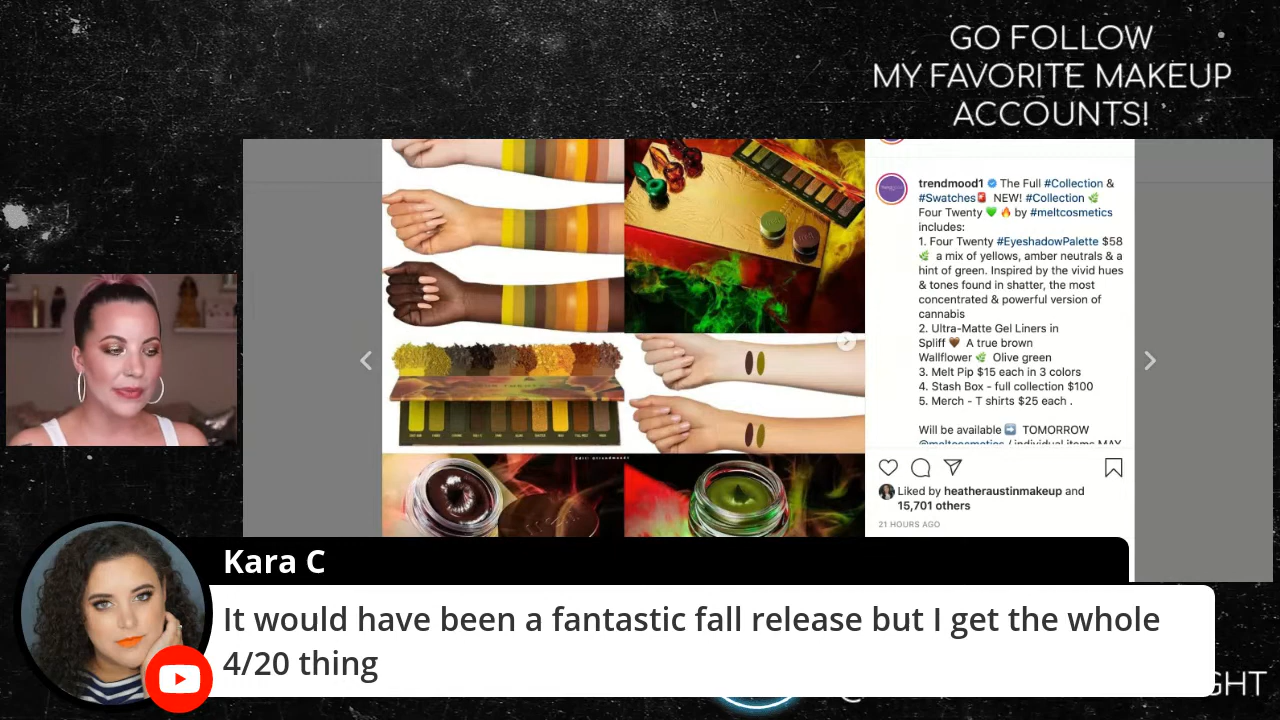 GO FOLLOW
MY FAVORITE MAKEUP
ACCOUNTS!
trendmood1 The Full #Collection &
#Swatches🚨 NEW! #Collection 🌿
Four Twenty 💚 🔥 by #meltcosmetics
includes:
1. Four Twenty #EyeshadowPalette $58
🌿 a mix of yellows, amber neutrals & a
hint of green. Inspired by the vivid hues
& tones found in shatter, the most
concentrated & powerful version of
cannabis
2. Ultra-Matte Gel Liners in
Spliff 🤎 A true brown
Wallflower 🌿 Olive green
3. Melt Pip $15 each in 3 colors
4. Stash Box - full collection $100
5. Merch - T shirts $25 each .
Will be available ➡️ TOMORROW
@meltcosmetics / individual items MAY
Liked by heatheraustinmakeup and
15,701 others
21 HOURS AGO
Kara C
It would have been a fantastic fall release but I get the whole
4/20 thing
GHT